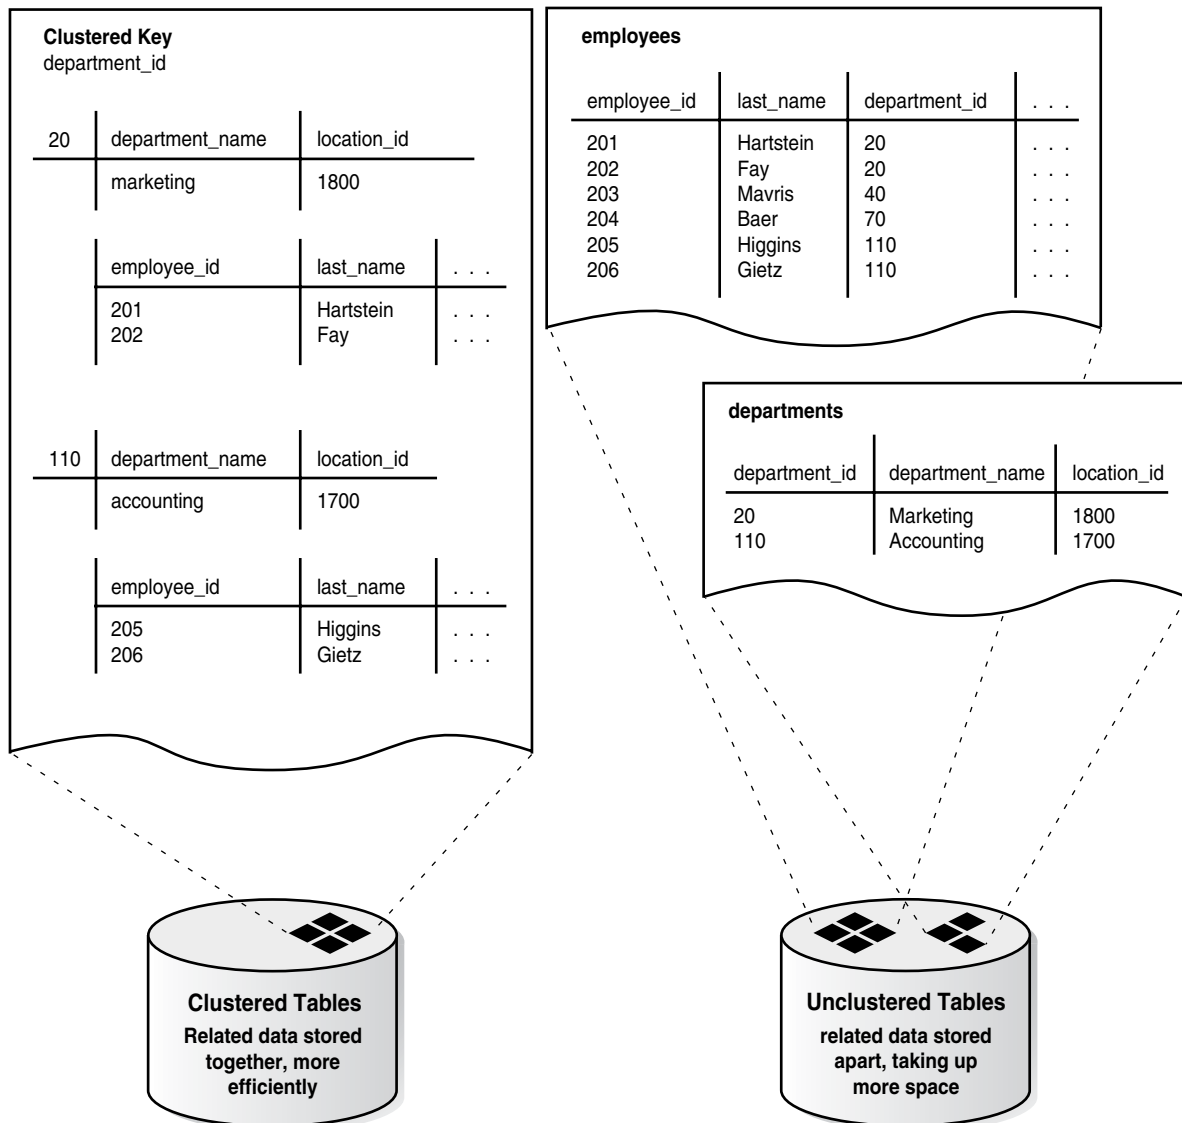 Clustered Key
department_id
20 department_name location_id
marketing 1800
employee_id last_name . . .
201 Hartstein . . .
202 Fay . . .
110 department_name location_id
accounting 1700
employee_id last_name . . .
205 Higgins . . .
206 Gietz . . .
employees
employee_id last_name department_id . . .
201 Hartstein 20 . . .
202 Fay 20 . . .
203 Mavris 40 . . .
204 Baer 70 . . .
205 Higgins 110 . . .
206 Gietz 110 . . .
departments
department_id department_name location_id
20 Marketing 1800
110 Accounting 1700
Clustered Tables
Related data stored
together, more
efficiently
Unclustered Tables
related data stored
apart, taking up
more space